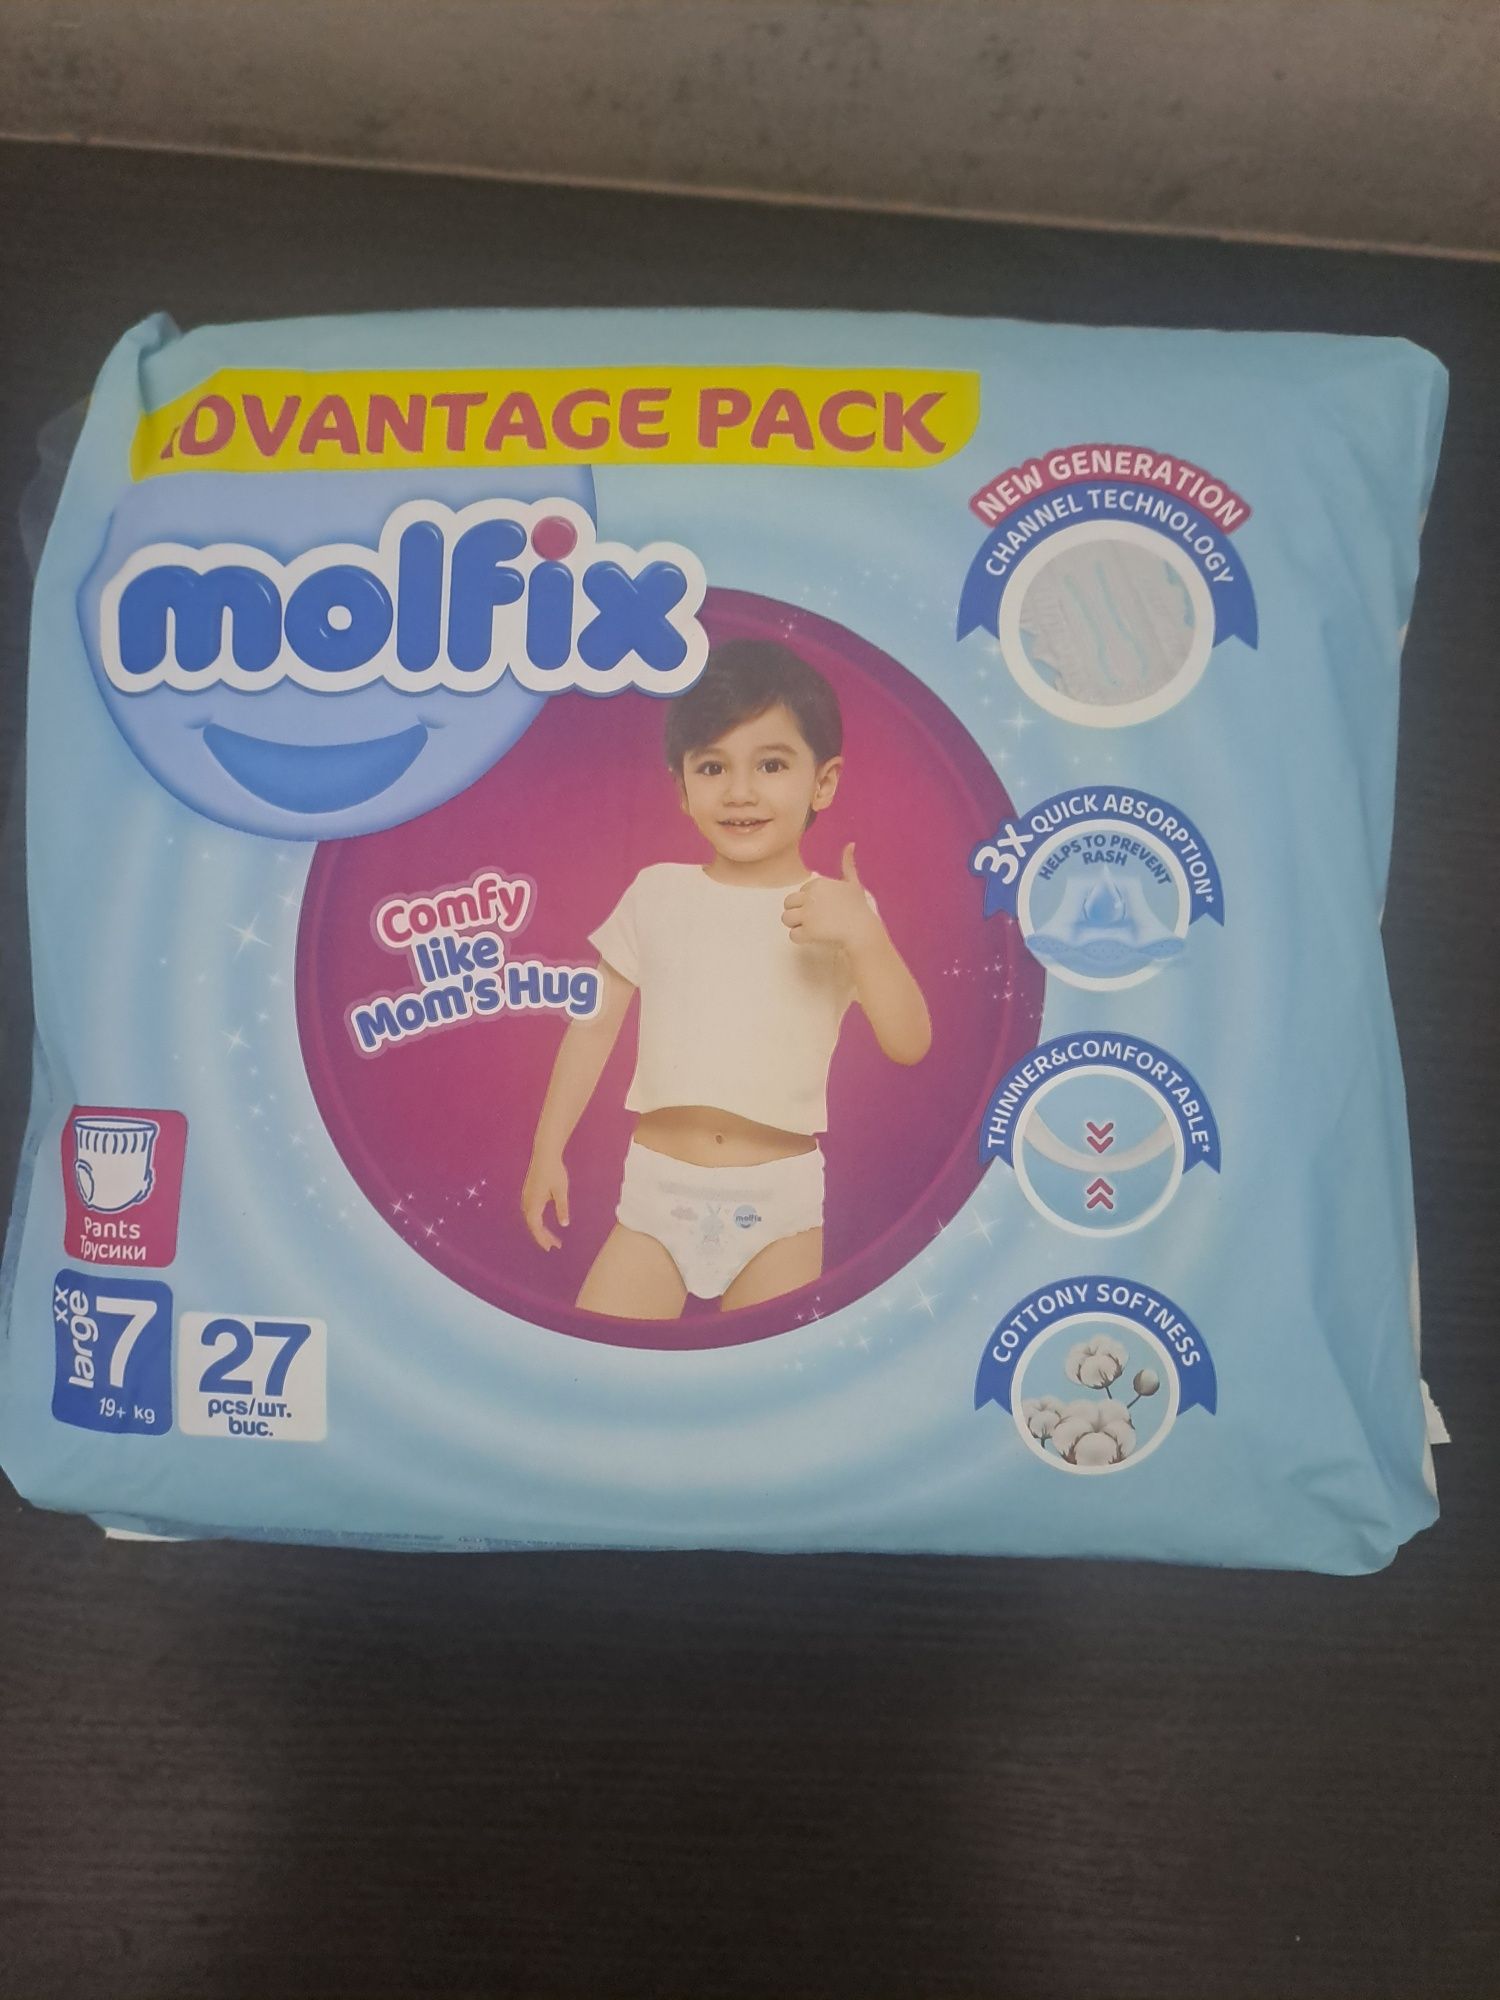 ADVANTAGE PACK
molfix
NEW GENERATION
CHANNEL TECHNOLOGY
3x QUICK ABSORPTION*
HELPS TO PREVENT
RASH
Comfy
like
Mom's Hug
THINNER&COMFORTABLE*
molfix
Pants
Трусики
xx
large
7
19+ kg
27
pcs/шт.
buc.
COTTONY SOFTNESS